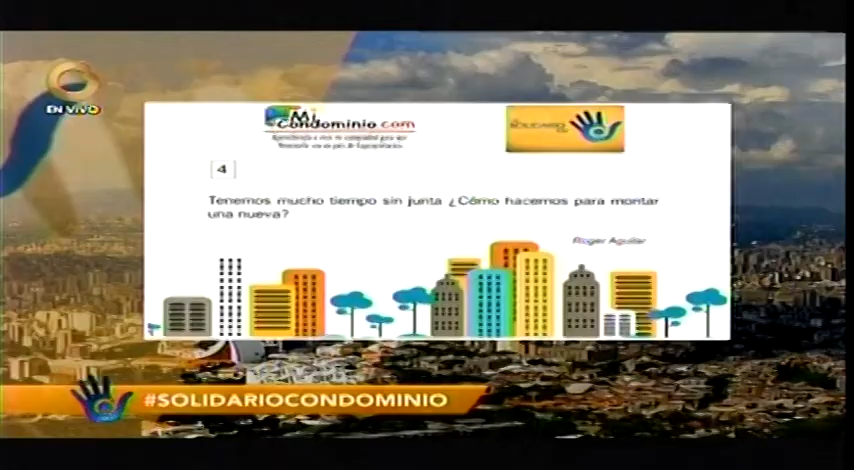 EN VIVO
Mi
Condominio.com
SOLIDARIO
4
Tenemos mucho tiempo sin junta ¿Cómo hacemos para montar
una nueva?
Roger Aguilar
#SOLIDARIOCONDOMINIO